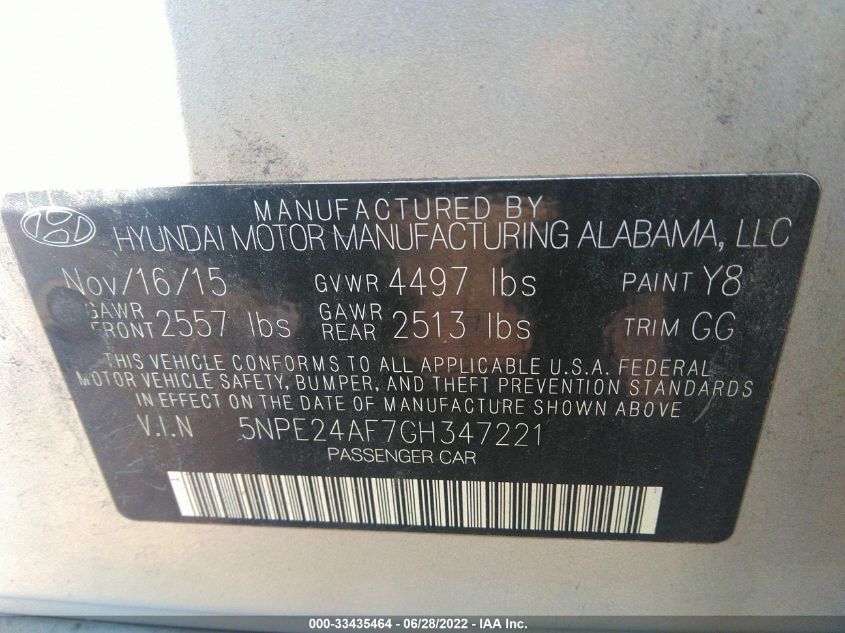 MANUFACTURED BY
HYUNDAI MOTOR MANUFACTURING ALABAMA, LLC
Nov/16/15 GVWR 4497 lbs PAINT Y8
GAWR FRONT 2557 lbs GAWR REAR 2513 lbs TRIM GG
THIS VEHICLE CONFORMS TO ALL APPLICABLE U.S.A. FEDERAL
MOTOR VEHICLE SAFETY, BUMPER, AND THEFT PREVENTION STANDARDS
IN EFFECT ON THE DATE OF MANUFACTURE SHOWN ABOVE
V.I.N 5NPE24AF7GH347221
PASSENGER CAR
000-33435464 - 06/28/2022 - IAA Inc.